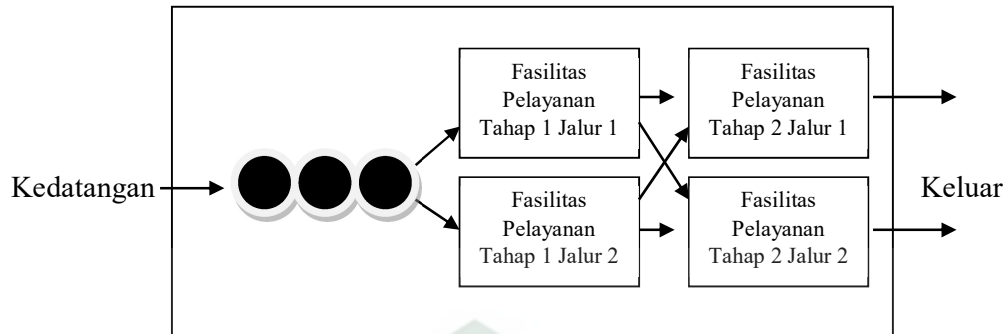 Kedatangan
Fasilitas
Pelayanan
Tahap 1 Jalur 1
Fasilitas
Pelayanan
Tahap 2 Jalur 1
Fasilitas
Pelayanan
Tahap 1 Jalur 2
Fasilitas
Pelayanan
Tahap 2 Jalur 2
Keluar